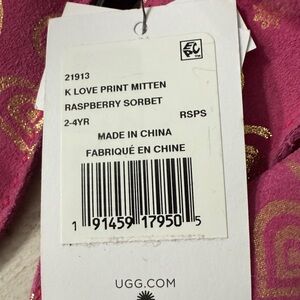 21913
K LOVE PRINT MITTEN
RASPBERRY SORBET
2-4YR RSPS
MADE IN CHINA
FABRIQUÉ EN CHINE
1 91459 17950 5
UGG.COM